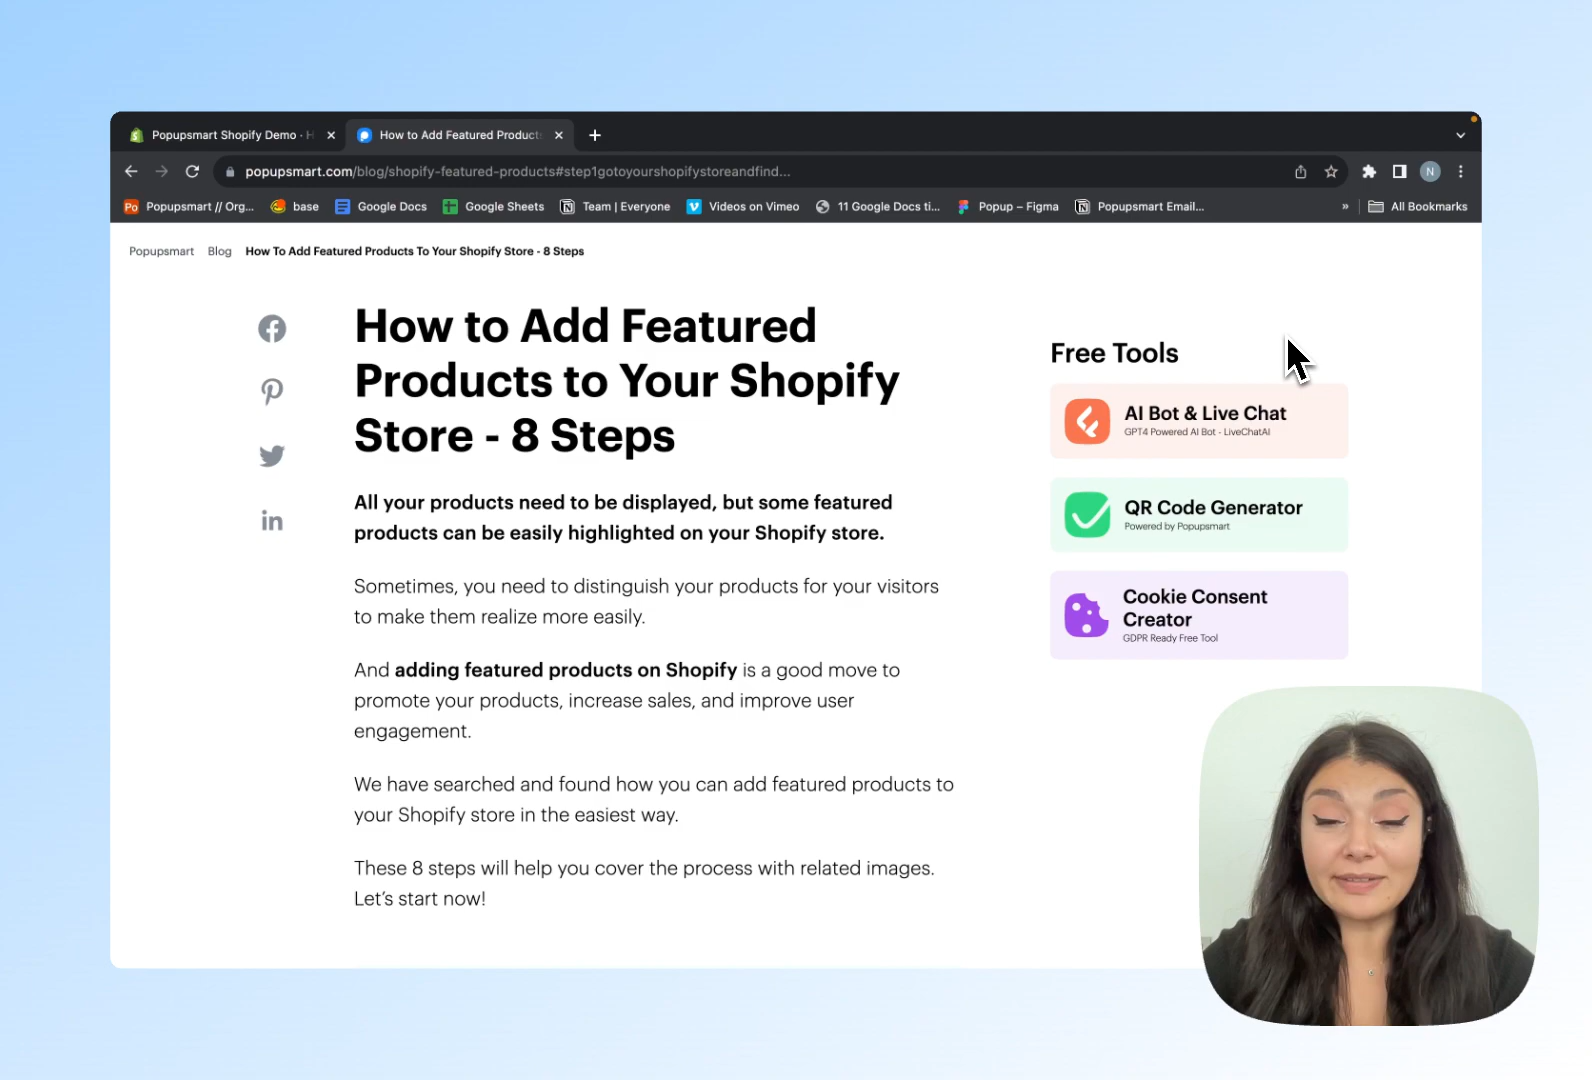 Popupsmart Shopify Demo · H
How to Add Featured Product
popupsmart.com/blog/shopify-featured-products#step1gotoyourshopifystoreandfind...
N
Po Popupsmart // Org...
base
Google Docs
Google Sheets
Team | Everyone
Videos on Vimeo
11 Google Docs ti...
Popup – Figma
Popupsmart Email...
»
All Bookmarks
Popupsmart Blog How To Add Featured Products To Your Shopify Store - 8 Steps
How to Add Featured
Products to Your Shopify
Store - 8 Steps
All your products need to be displayed, but some featured
products can be easily highlighted on your Shopify store.
Sometimes, you need to distinguish your products for your visitors
to make them realize more easily.
And adding featured products on Shopify is a good move to
promote your products, increase sales, and improve user
engagement.
We have searched and found how you can add featured products to
your Shopify store in the easiest way.
These 8 steps will help you cover the process with related images.
Let's start now!
Free Tools
AI Bot & Live Chat
GPT4 Powered AI Bot - LiveChatAI
QR Code Generator
Powered by Popupsmart
Cookie Consent
Creator
GDPR Ready Free Tool